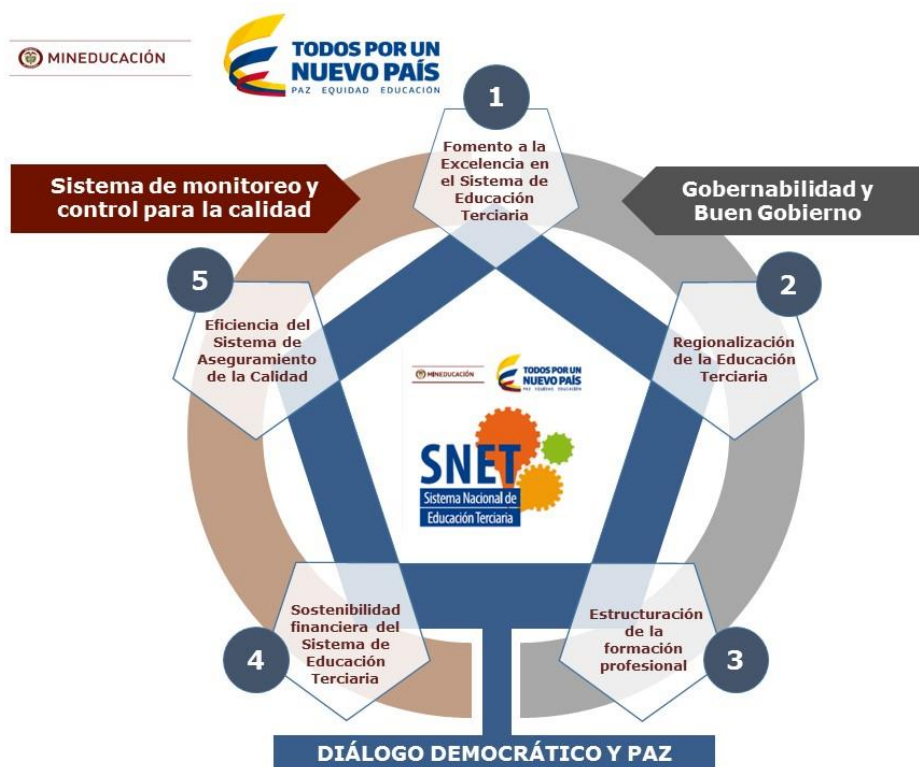 MINEDUCACIÓN
TODOS POR UN
NUEVO PAÍS
PAZ EQUIDAD EDUCACIÓN
1
Fomento a la
Excelencia en
el Sistema de
Educación
Terciaria
Sistema de monitoreo y
control para la calidad
Gobernabilidad y
Buen Gobierno
5
Eficiencia del
Sistema de
Aseguramiento
de la Calidad
2
Regionalización
de la Educación
Terciaria
MINEDUCACIÓN
TODOS POR UN
NUEVO PAÍS
PAZ EQUIDAD EDUCACIÓN
SNET
Sistema Nacional de
Educación Terciaria
Sostenibilidad
financiera del
Sistema de
Educación
Terciaria
4
Estructuración
de la
formación
profesional
3
DIÁLOGO DEMOCRÁTICO Y PAZ